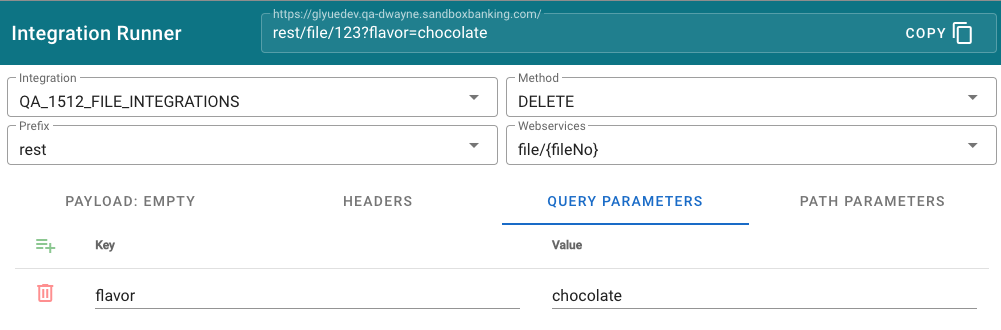 https://glyuedev.qa-dwayne.sandboxbanking.com/
Integration Runner
rest/file/123?flavor=chocolate
COPY
Integration
QA_1512_FILE_INTEGRATIONS
Method
DELETE
Prefix
rest
Webservices
file/{fileNo}
PAYLOAD: EMPTY
HEADERS
QUERY PARAMETERS
PATH PARAMETERS
Key
Value
flavor
chocolate